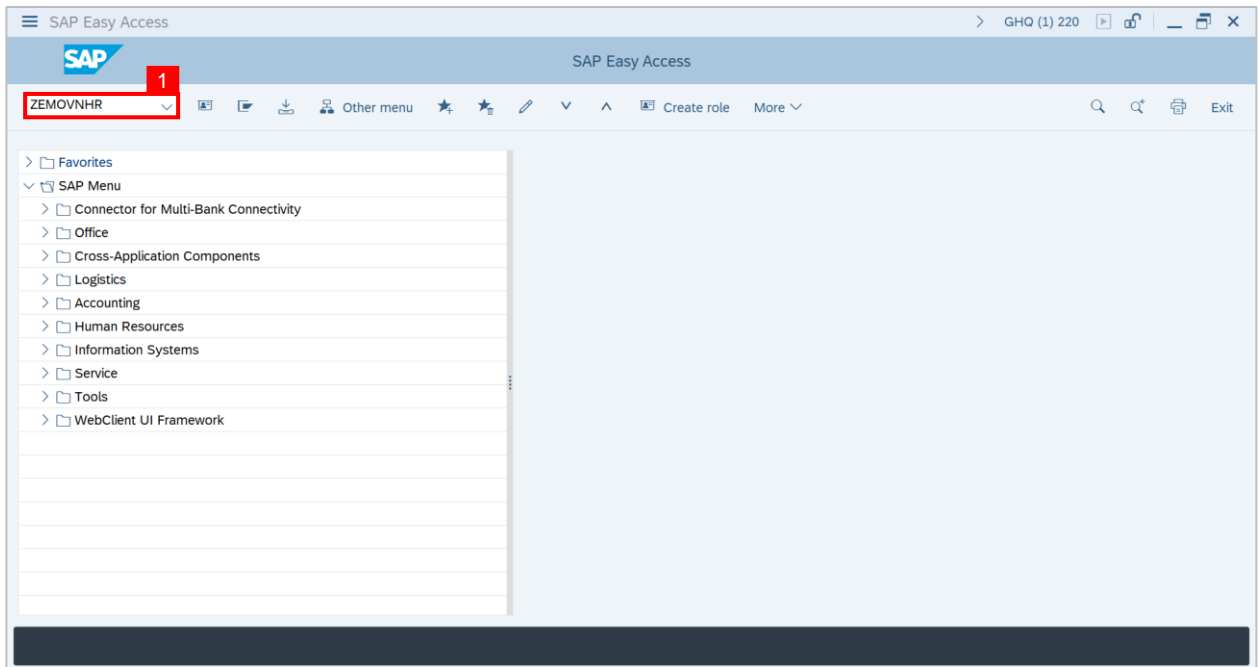 SAP Easy Access
GHQ (1) 220
SAP
SAP Easy Access
1
ZEMOVNHR
Other menu
Create role
More
Exit
Favorites
SAP Menu
Connector for Multi-Bank Connectivity
Office
Cross-Application Components
Logistics
Accounting
Human Resources
Information Systems
Service
Tools
WebClient UI Framework